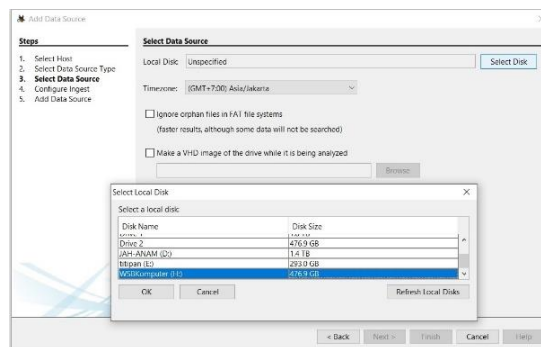 Add Data Source
Steps
1. Select Host
2. Select Data Source Type
3. Select Data Source
4. Configure Ingest
5. Add Data Source
Select Data Source
Local Disk: Unspecified Select Disk
Timezone: (GMT+7:00) Asia/Jakarta
Ignore orphan files in FAT file systems
(faster results, although some data will not be searched)
Make a VHD image of the drive while it is being analyzed
Browse
Select Local Disk
Select a local disk:
Disk Name Disk Size
Drive 2 476.9 GB
JAH-ANAM (D:) 1.4 TB
titipan (E:) 293.0 GB
WSBKomputer (H:) 476.9 GB
OK Cancel Refresh Local Disks
< Back Next > Finish Cancel Help